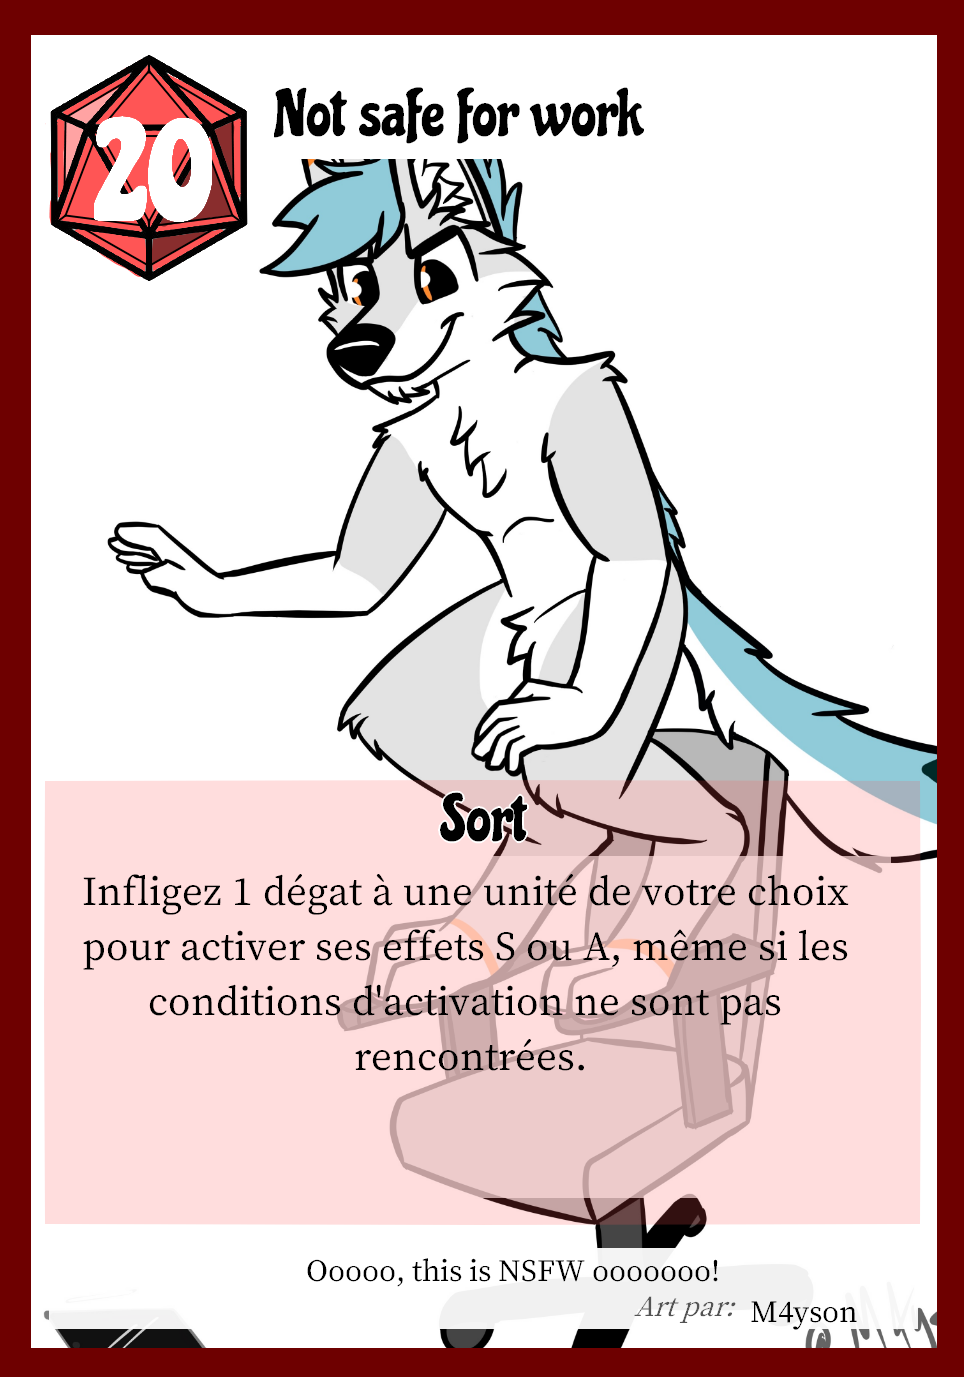 20
Not safe for work
Sort
Infligez 1 dégat à une unité de votre choix
pour activer ses effets S ou A, même si les
conditions d'activation ne sont pas
rencontrées.
Ooooo, this is NSFW ooooooo!
Art par: M4yson